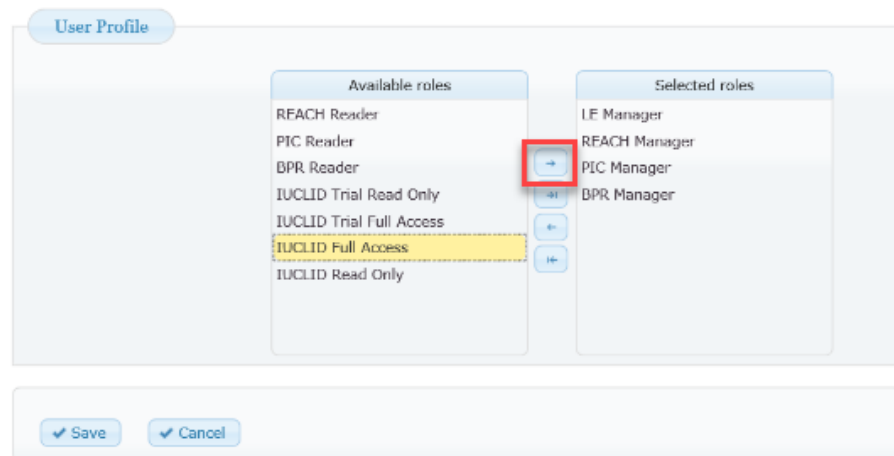 User Profile
Available roles
REACH Reader
PIC Reader
BPR Reader
IUCLID Trial Read Only
IUCLID Trial Full Access
IUCLID Full Access
IUCLID Read Only
Selected roles
LE Manager
REACH Manager
PIC Manager
BPR Manager
Save
Cancel